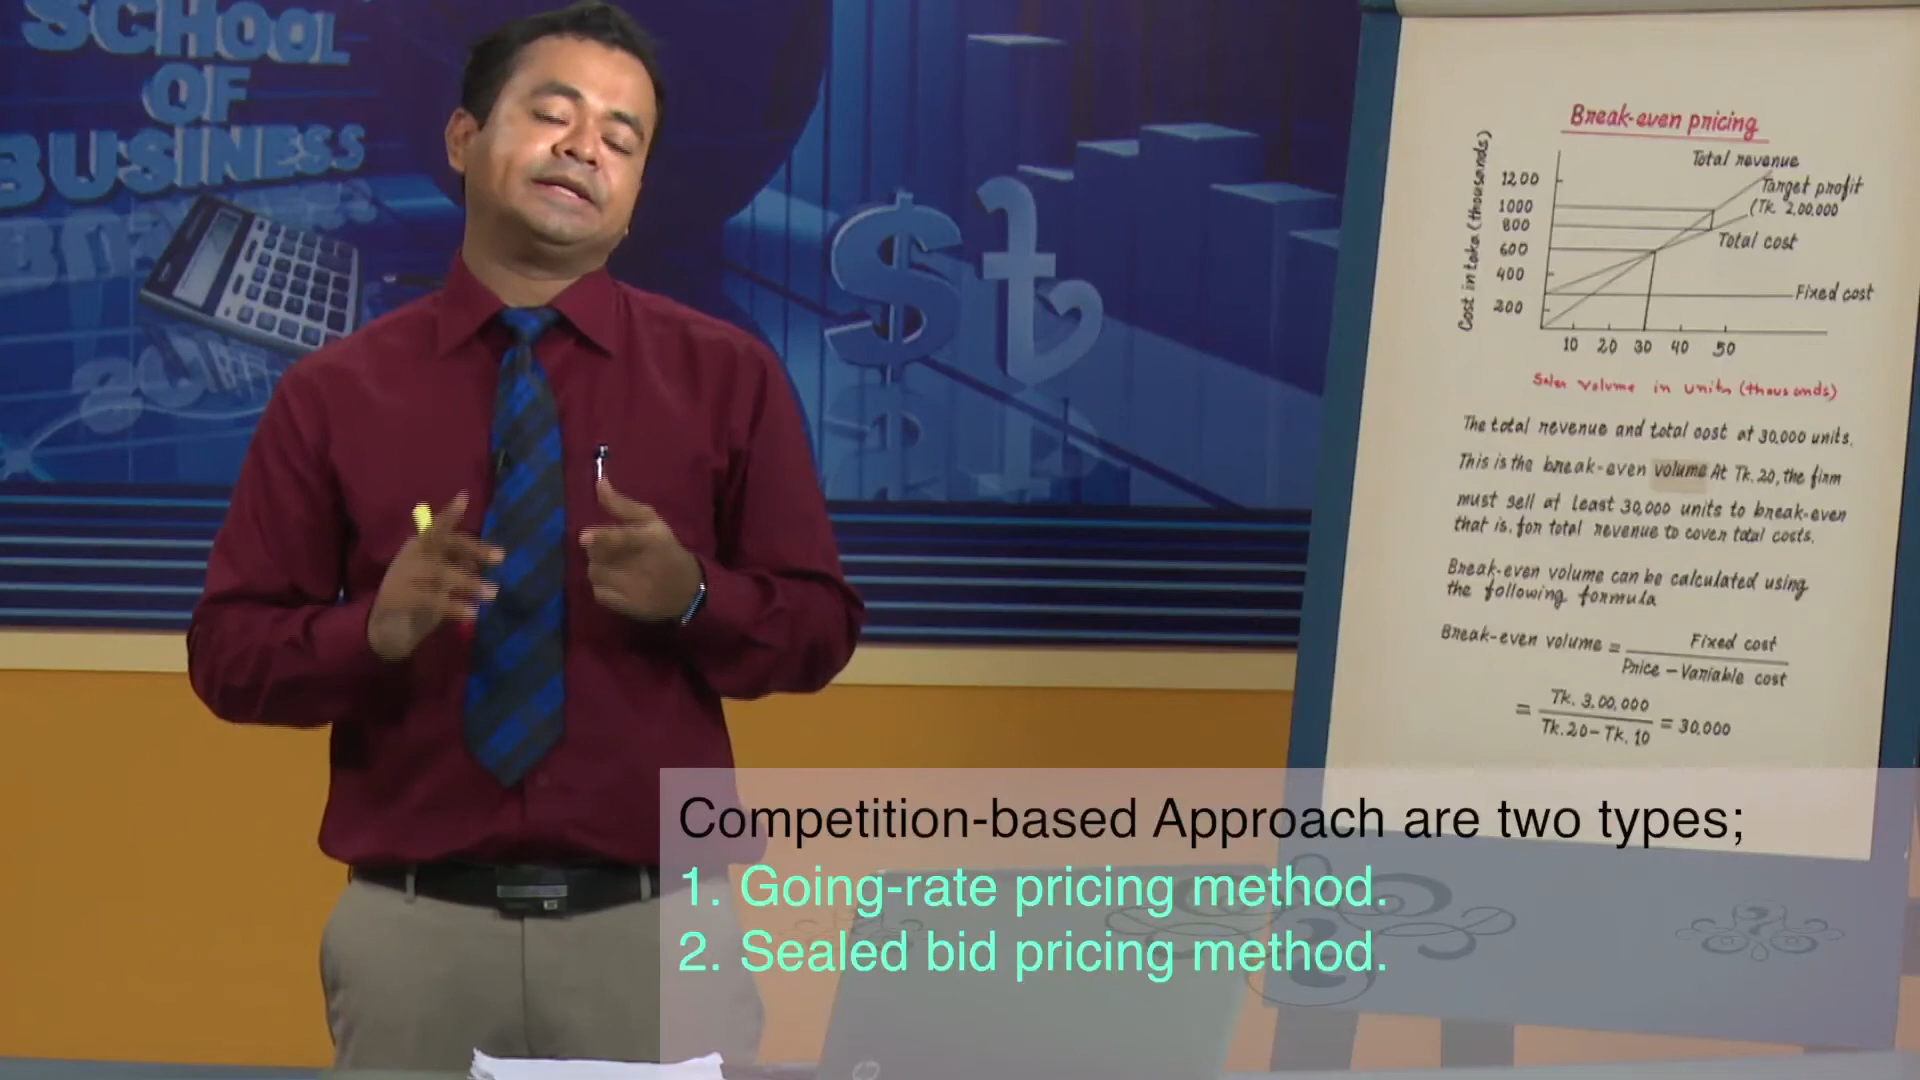 SCHOOL
OF
BUSINESS
Break-even pricing
Cost in taka (thousands)
1200
1000
800
600
400
200
Total revenue
Target profit
(Tk. 2,00,000
Total cost
Fixed cost
10 20 30 40 50
Sales volume in units (thousands)
The total revenue and total cost at 30,000 units.
This is the break-even volume At Tk. 20, the firm
must sell at least 30,000 units to break-even
that is, for total revenue to cover total costs.
Break-even volume can be calculated using
the following formula
Break-even volume = Fixed cost
Price - Variable cost
= Tk. 3,00,000
Tk. 20 - Tk. 10 = 30,000
Competition-based Approach are two types;
1. Going-rate pricing method.
2. Sealed bid pricing method.